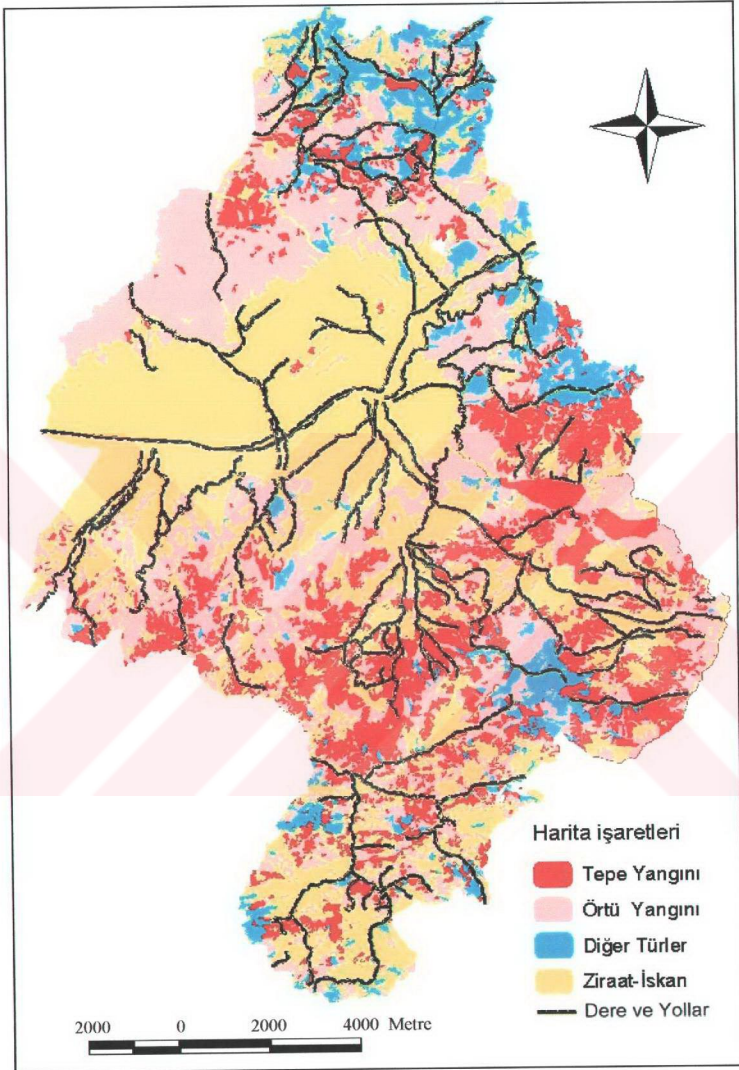 Harita işaretleri
Tepe Yangını
Örtü Yangını
Diğer Türler
Ziraat-İskan
Dere ve Yollar
2000 0 2000 4000 Metre